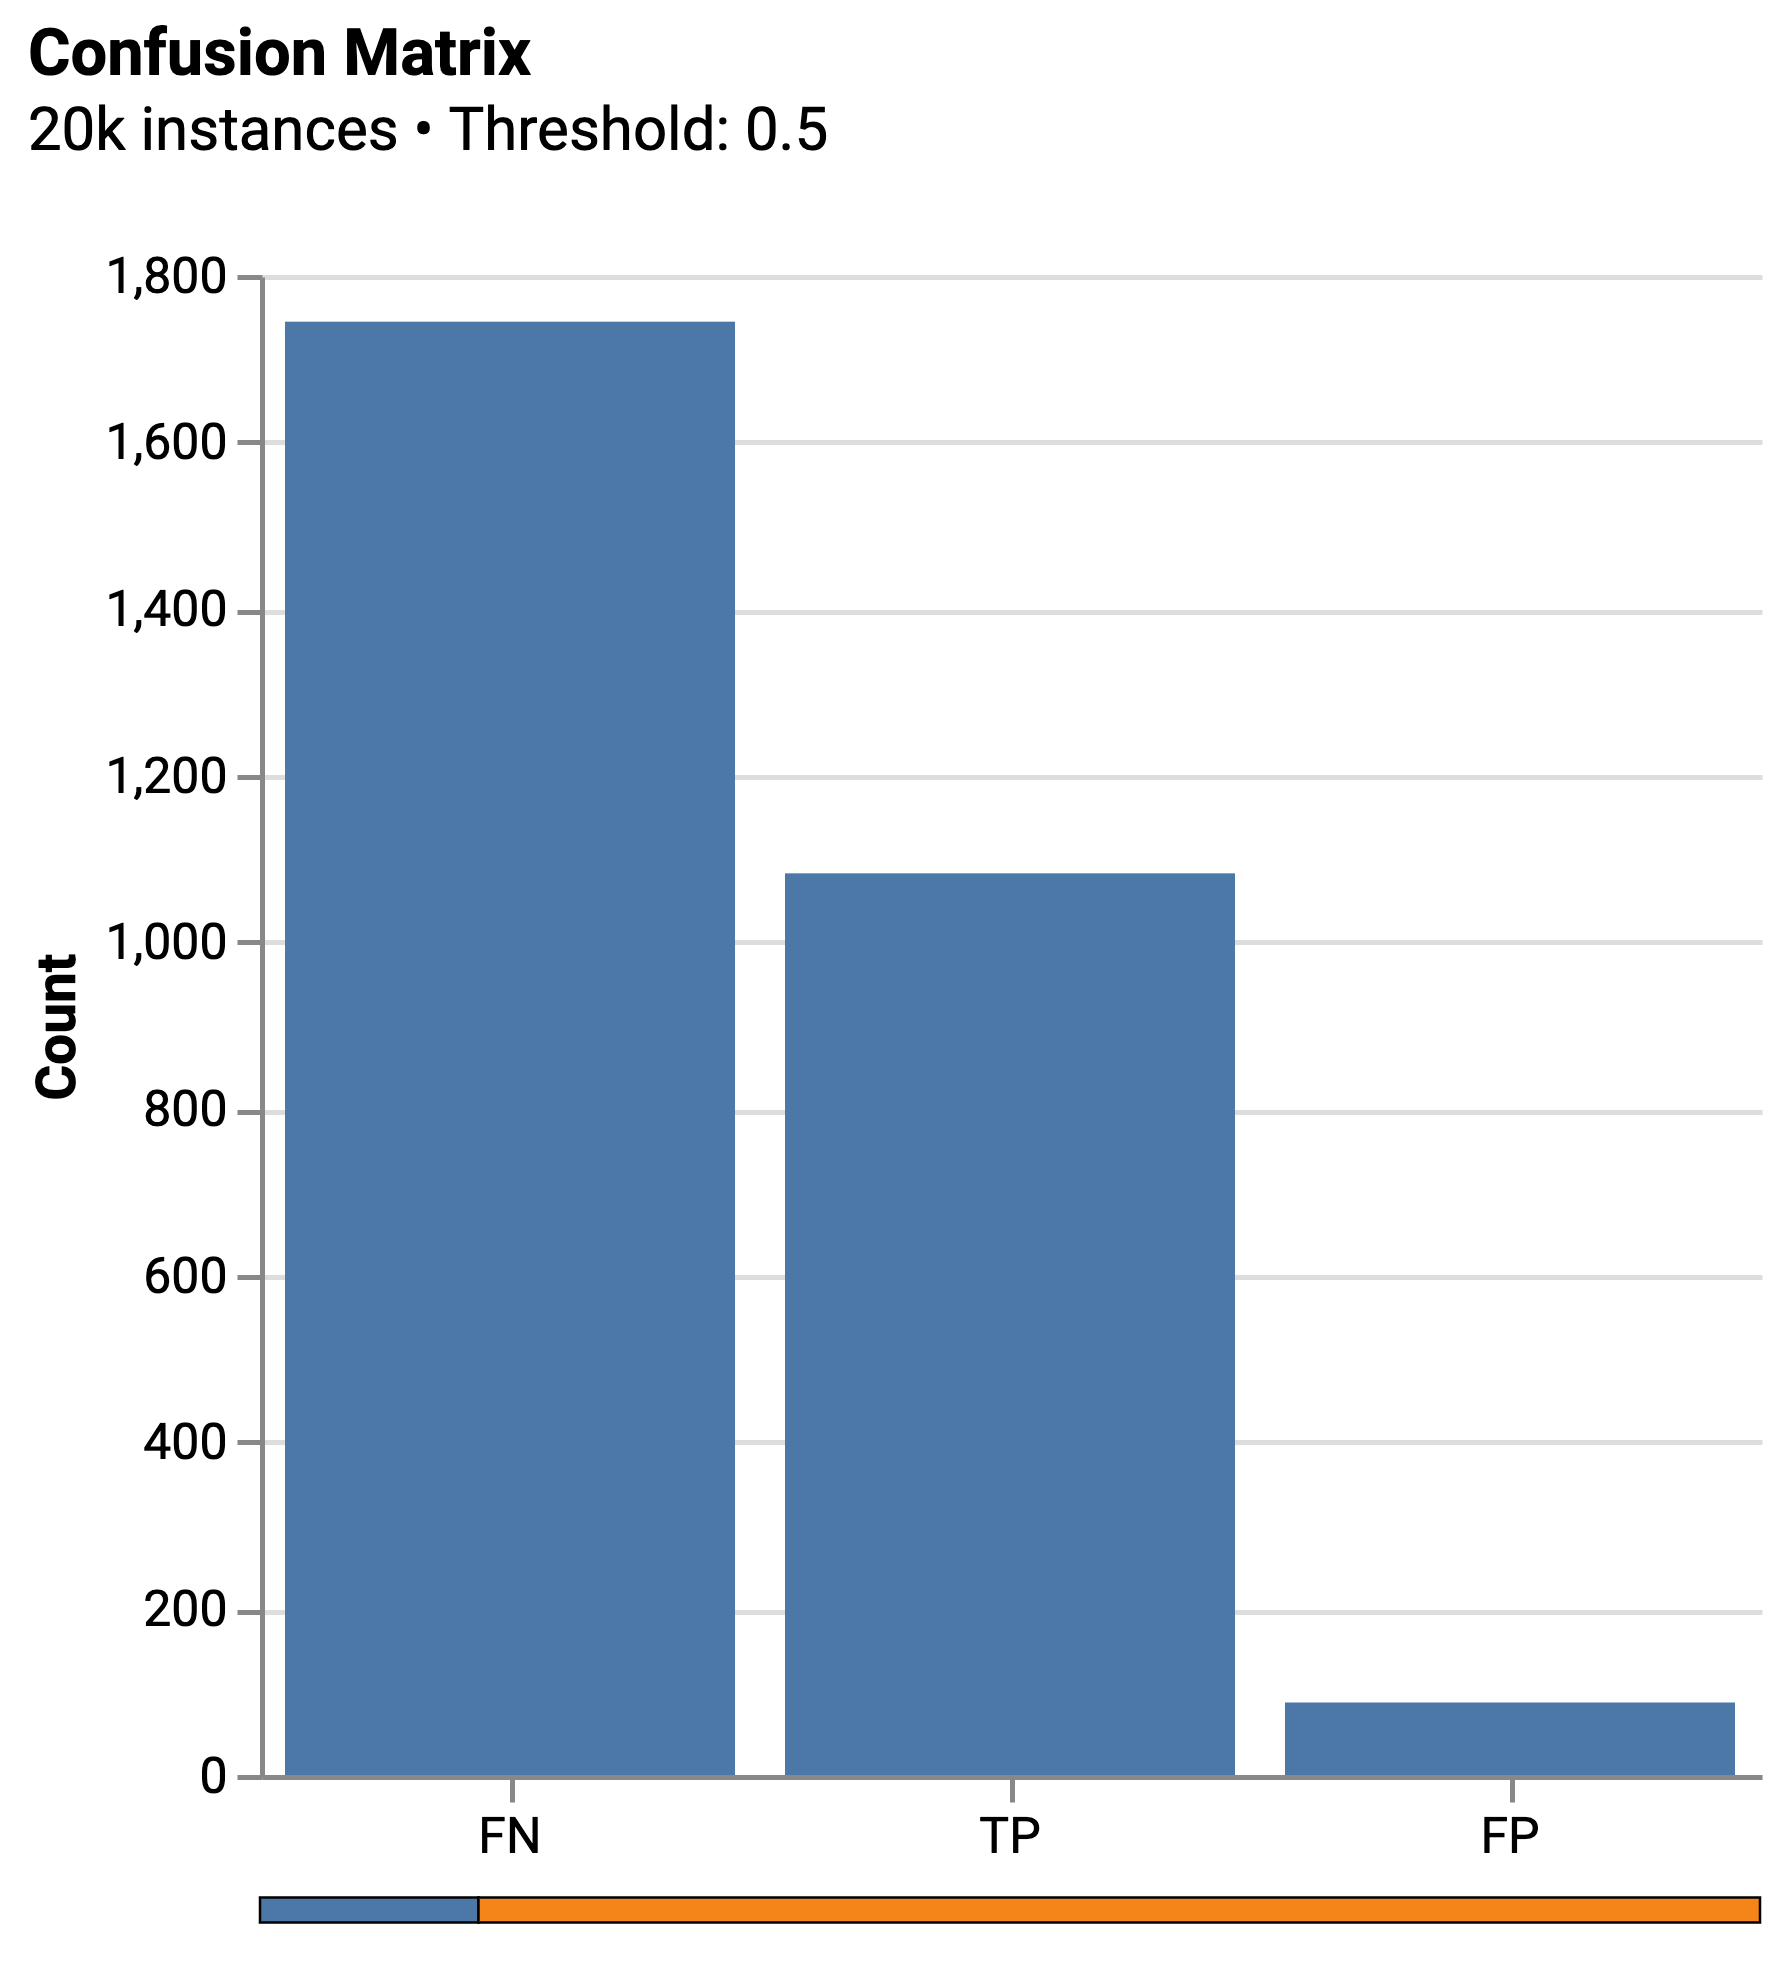 Confusion Matrix
20k instances • Threshold: 0.5
1,800
1,600
1,400
1,200
1,000
800
600
400
200
0
Count
FN
TP
FP